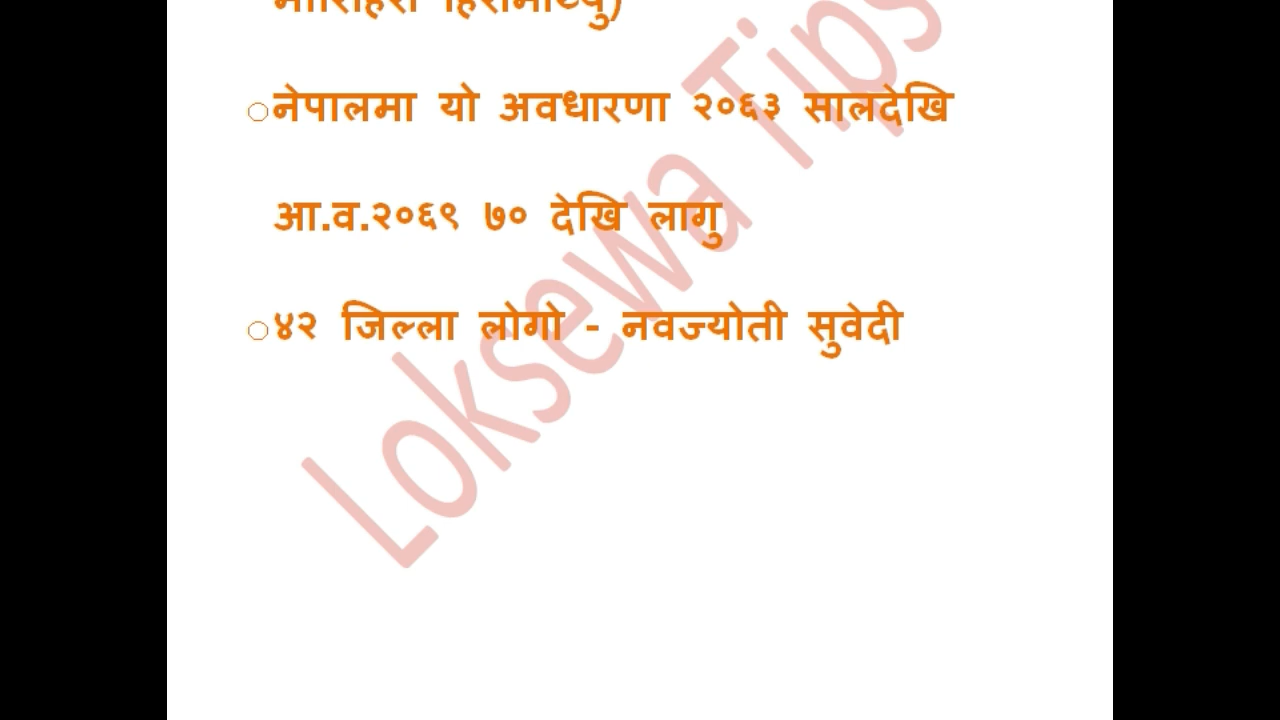 नेपालमा यो अवधारणा २०६३ सालदेखि
आ.व.२०६९ ७० देखि लागु
४२ जिल्ला लोगो - नवज्योती सुवेदी
Loksewa Tips